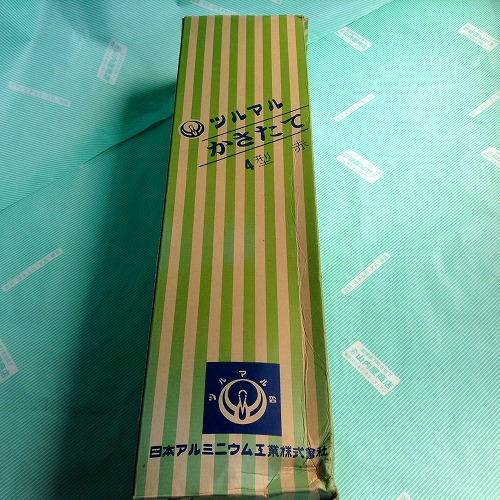 ツルマル
かさたて
4型 赤
ツルマル印
日本アルミニウム工業株式会社